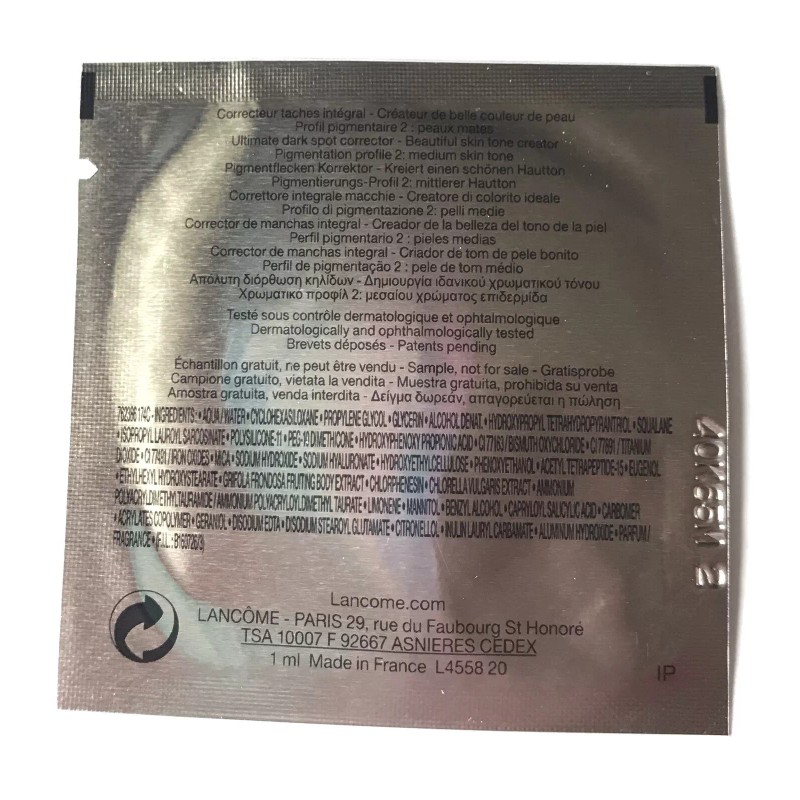 Correcteur taches intégral - Créateur de belle couleur de peau
Profil pigmentaire 2 : peaux mates
Ultimate dark spot corrector - Beautiful skin tone creator
Pigmentation profile 2: medium skin tone
Pigmentflecken Korrektor - Kreiert einen schönen Hautton
Pigmentierungs-Profil 2: mittlerer Hautton
Correttore integrale macchie - Creatore di colorito ideale
Profilo di pigmentazione 2: pelli medie
Corrector de manchas integral - Creador de la belleza del tono de la piel
Perfil pigmentario 2 : pieles medias
Corrector de manchas integral - Criador de tom de pele bonito
Perfil de pigmentação 2 : pele de tom médio
Απόλυτη διόρθωση κηλίδων - Δημιουργία ιδανικού χρωματικού τόνου
Χρωματικό προφίλ 2: μεσαίου χρώματος επιδερμίδα
Testé sous contrôle dermatologique et ophtalmologique
Dermatologically and ophthalmologically tested
Brevets déposés - Patents pending
Échantillon gratuit, ne peut être vendu - Sample, not for sale - Gratisprobe
Campione gratuito, vietata la vendita - Muestra gratuita, prohibida su venta
Amostra gratuita, venda interdita - Δείγμα δωρεάν, απαγορεύεται η πώληση
762396 174C - INGREDIENTS: • AQUA / WATER • CYCLOHEXASILOXANE • PROPYLENE GLYCOL • GLYCERIN • ALCOHOL DENAT. • HYDROXYPROPYL TETRAHYDROPYRANTRIOL • SQUALANE
• ISOPROPYL LAUROYL SARCOSINATE • POLYSILICONE-11 • PEG-10 DIMETHICONE • HYDROXYPHENOXY PROPIONIC ACID • CI 77163 / BISMUTH OXYCHLORIDE • CI 77891 / TITANIUM
DIOXIDE • CI 77491 / IRON OXIDES • MICA • SODIUM HYDROXIDE • SODIUM HYALURONATE • HYDROXYETHYLCELLULOSE • PHENOXYETHANOL • ACETYL TETRAPEPTIDE-15 • EUGENOL
• ETHYLHEXYL HYDROXYSTEARATE • GRIFOLA FRONDOSA FRUITING BODY EXTRACT • CHLORPHENESIN • CHLORELLA VULGARIS EXTRACT • AMMONIUM
POLYACRYLDIMETHYLTAURAMIDE / AMMONIUM POLYACRYLOYLDIMETHYL TAURATE • LIMONENE • MANNITOL • BENZYL ALCOHOL • CAPRYLOYL SALICYLIC ACID • CARBOMER
• ACRYLATES COPOLYMER • GERANIOL • DISODIUM EDTA • DISODIUM STEAROYL GLUTAMATE • CITRONELLOL • INULIN LAURYL CARBAMATE • ALUMINUM HYDROXIDE • PARFUM /
FRAGRANCE • (F.I.L. : B160726/3)
40K66M 2
Lancome.com
LANCÔME - PARIS 29, rue du Faubourg St Honoré
TSA 10007 F 92667 ASNIERES CEDEX
1 ml Made in France L4558 20
IP